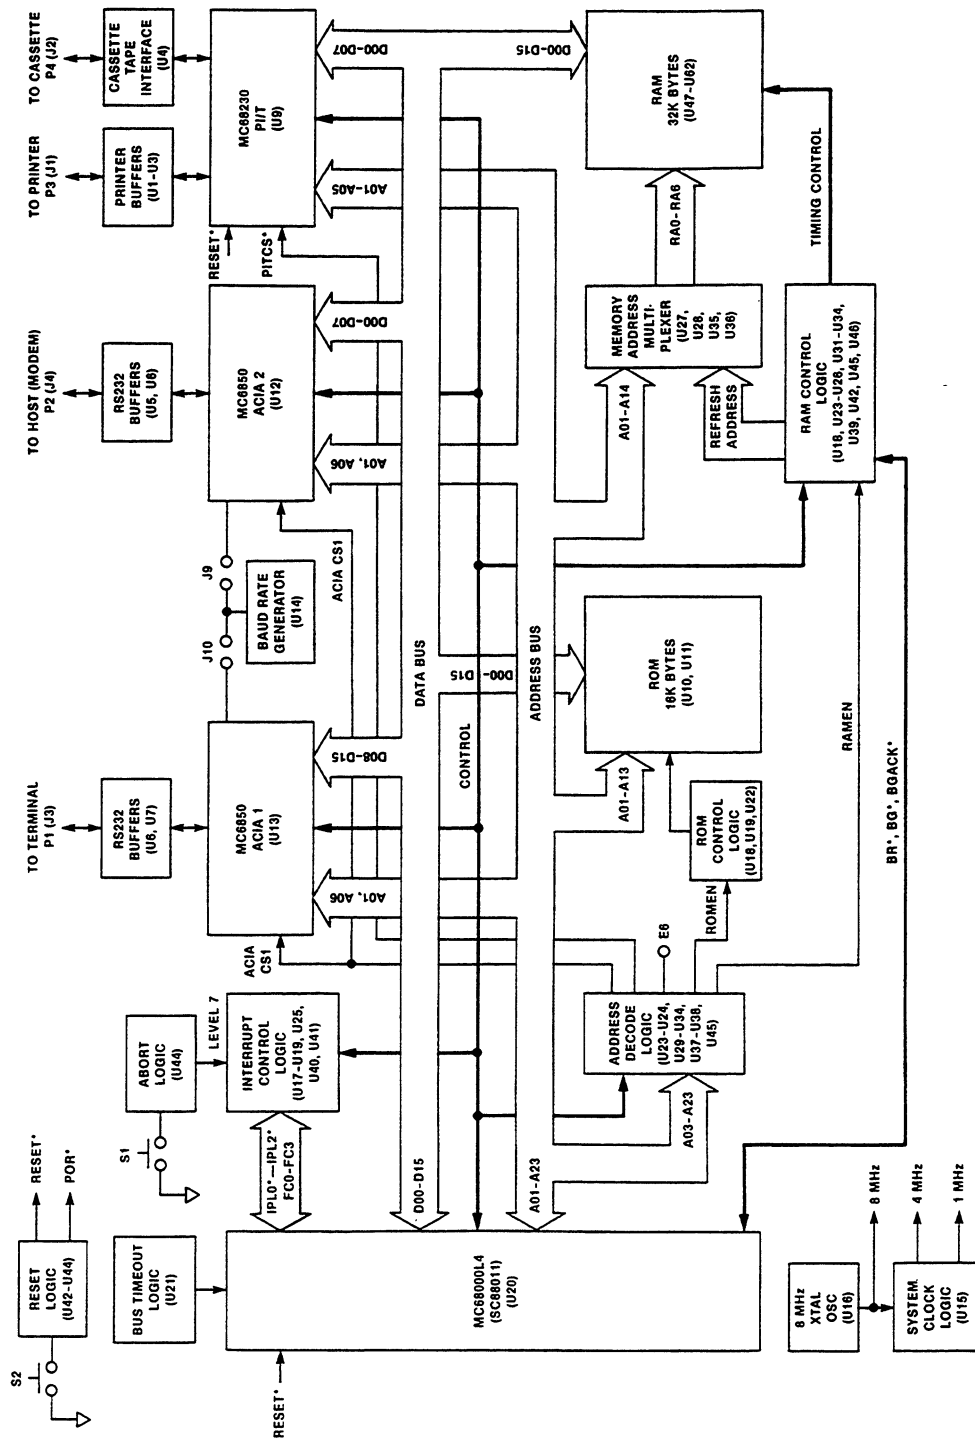 S2
RESET
LOGIC
(U42-U44)
RESET*
POR*
BUS TIMEOUT
LOGIC
(U21)
S1
ABORT
LOGIC
(U44)
LEVEL 7
INTERRUPT
CONTROL
LOGIC
(U17-U19, U25,
U40, U41)
IPL0*—IPL2*
FC0-FC3
RESET*
MC68000L4
(SC88011)
(U20)
8 MHz
XTAL
OSC
(U16)
SYSTEM
CLOCK
LOGIC
(U15)
8 MHz
4 MHz
1 MHz
TO TERMINAL
P1 (J3)
RS232
BUFFERS
(U6, U7)
MC6850
ACIA 1
(U13)
ACIA
CS1
A01, A06
D08-D15
J10
J9
BAUD RATE
GENERATOR
(U14)
ACIA CS1
TO HOST (MODEM)
P2 (J4)
RS232
BUFFERS
(U5, U6)
MC6850
ACIA 2
(U12)
A01, A06
D00-D07
TO PRINTER
P3 (J1)
PRINTER
BUFFERS
(U1-U3)
TO CASSETTE
P4 (J2)
CASSETTE
TAPE
INTERFACE
(U4)
RESET*
PITCS*
MC68230
PI/T
(U9)
A01-A05
D00-D07
D00-D15
DATA BUS
CONTROL
A01-A23
ADDRESS BUS
A03-A23
ADDRESS
DECODE
LOGIC
(U23-U24,
U29-U34,
U37-U38,
U45)
E6
ROMEN
ROM
CONTROL
LOGIC
(U18,U19,U22)
A01-A13
D00-D15
ROM
16K BYTES
(U10, U11)
RAMEN
BR*, BG*, BGACK*
A01-A14
REFRESH
ADDRESS
MEMORY
ADDRESS
MULTI-
PLEXER
(U27,
U28,
U35,
U36)
RA0-RA6
D00-D15
RAM
32K BYTES
(U47-U62)
RAM CONTROL
LOGIC
(U18, U23-U28, U31-U34,
U39, U42, U45, U46)
TIMING CONTROL